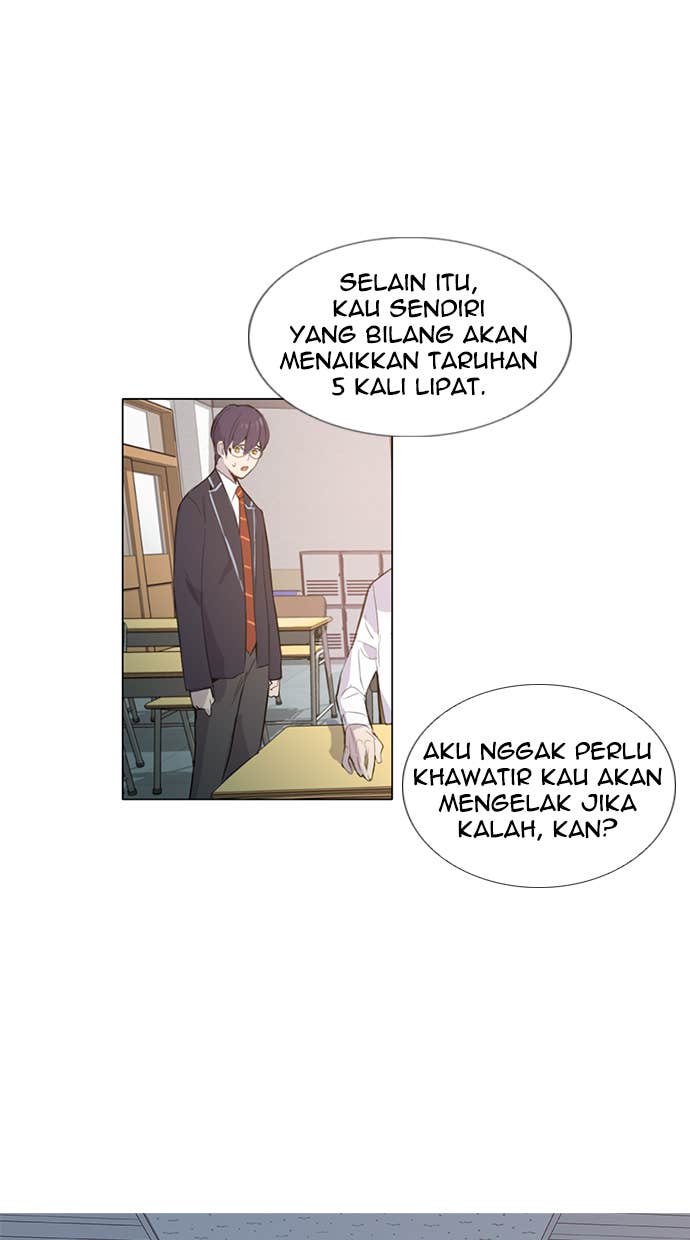 SELAIN ITU,
KAU SENDIRI
YANG BILANG AKAN
MENAIKKAN TARUHAN
5 KALI LIPAT.
AKU NGGAK PERLU
KHAWATIR KAU AKAN
MENGELAK JIKA
KALAH, KAN?